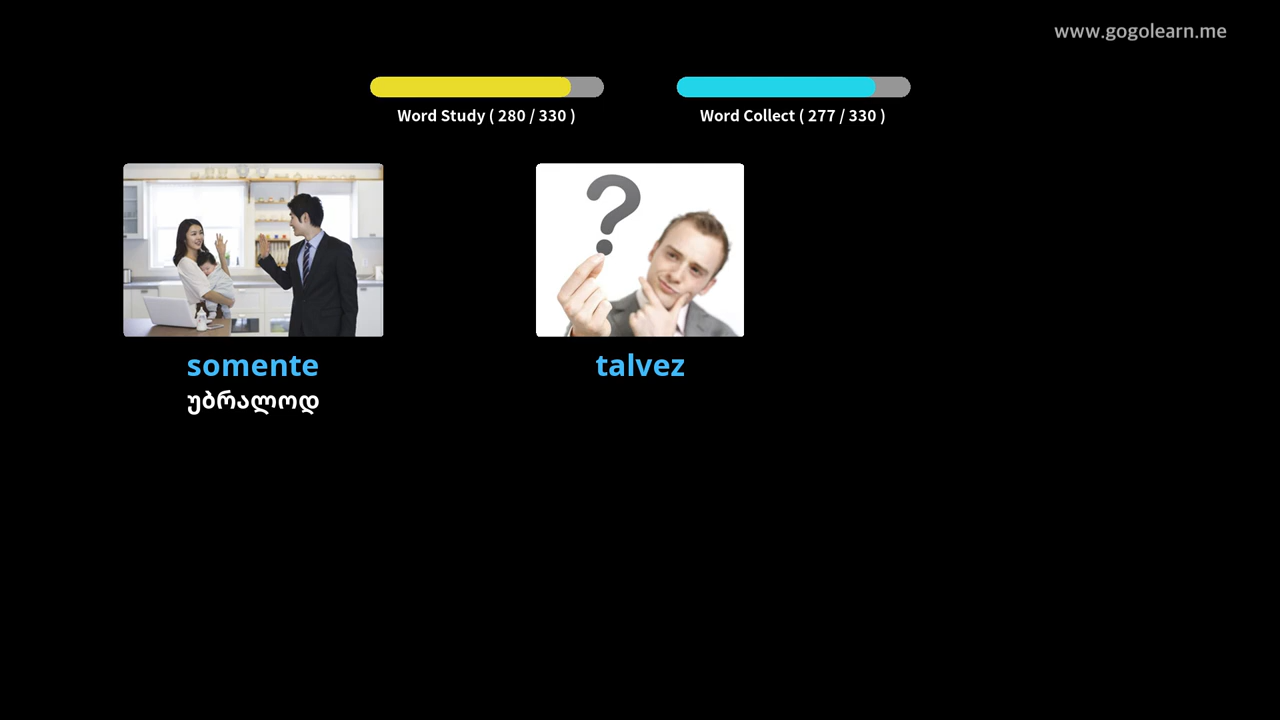 www.gogolearn.me
Word Study ( 280 / 330 )
Word Collect ( 277 / 330 )
somente
talvez
უბრალოდ